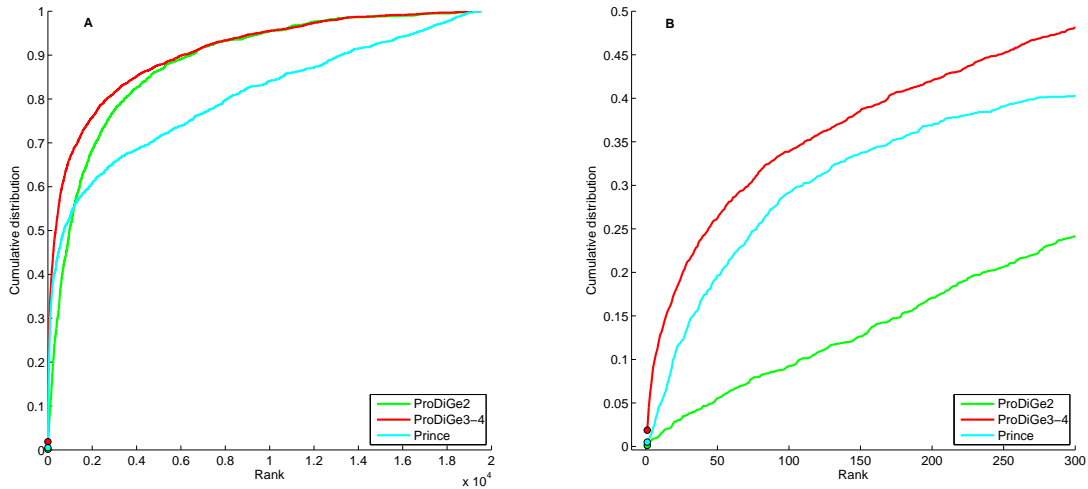 A
Cumulative distribution
1
0.9
0.8
0.7
0.6
0.5
0.4
0.3
0.2
0.1
0
0 0.2 0.4 0.6 0.8 1 1.2 1.4 1.6 1.8 2
Rank
x 10^4
ProDiGe2
ProDiGe3−4
Prince
B
Cumulative distribution
0.5
0.45
0.4
0.35
0.3
0.25
0.2
0.15
0.1
0.05
0
0 50 100 150 200 250 300
Rank
ProDiGe2
ProDiGe3−4
Prince